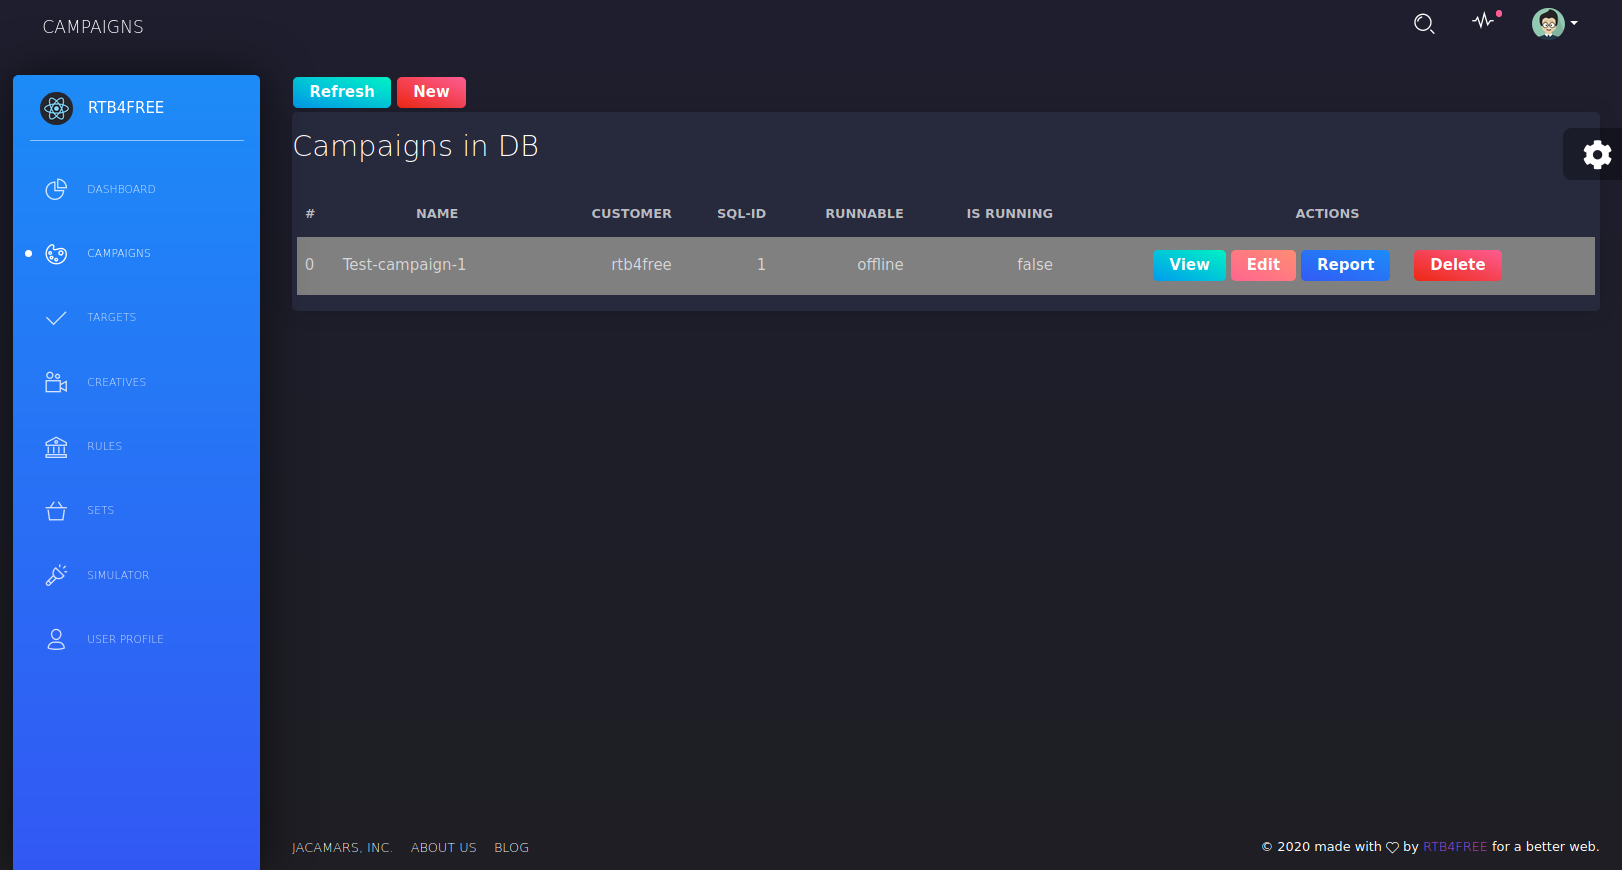 CAMPAIGNS
RTB4FREE
DASHBOARD
CAMPAIGNS
TARGETS
CREATIVES
RULES
SETS
SIMULATOR
USER PROFILE
Refresh New
Campaigns in DB
# NAME CUSTOMER SQL-ID RUNNABLE IS RUNNING ACTIONS
0 Test-campaign-1 rtb4free 1 offline false View Edit Report Delete
JACAMARS, INC. ABOUT US BLOG
© 2020 made with by RTB4FREE for a better web.